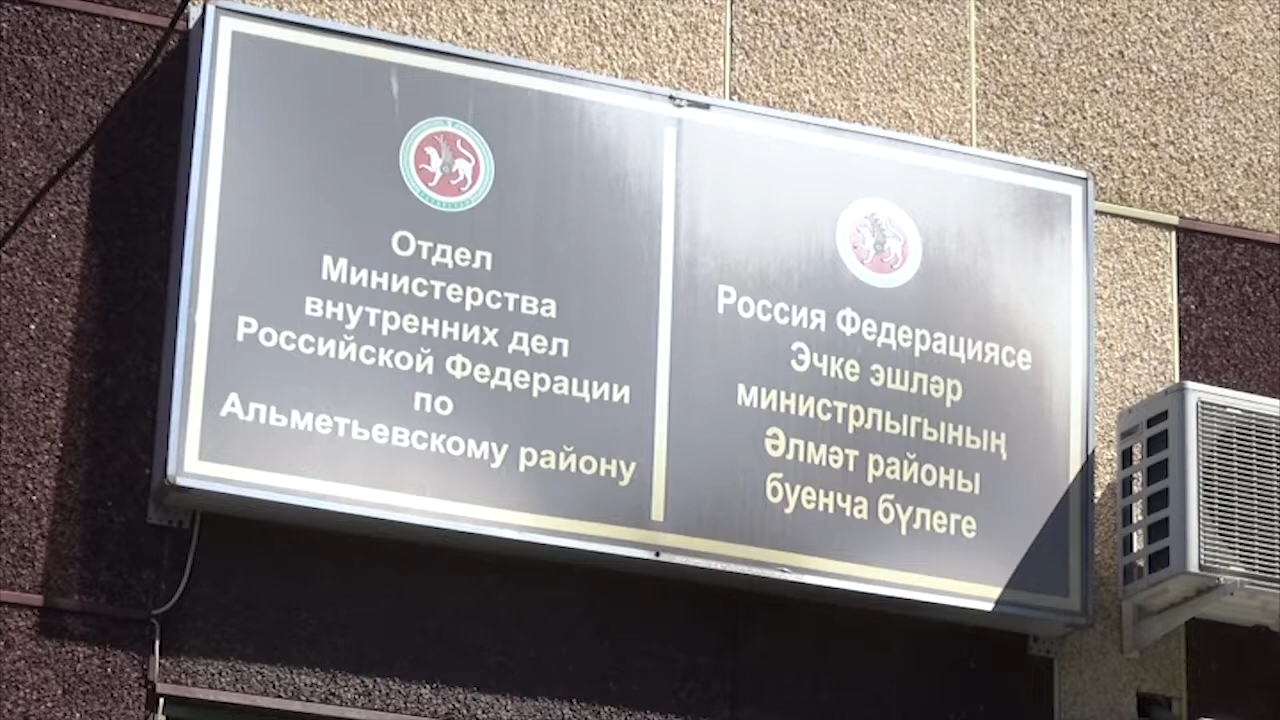 Отдел
Министерства
внутренних дел
Российской Федерации
по
Альметьевскому району
Россия Федерациясе
Эчке эшләр
министрлыгының
Әлмәт районы
буенча бүлеге